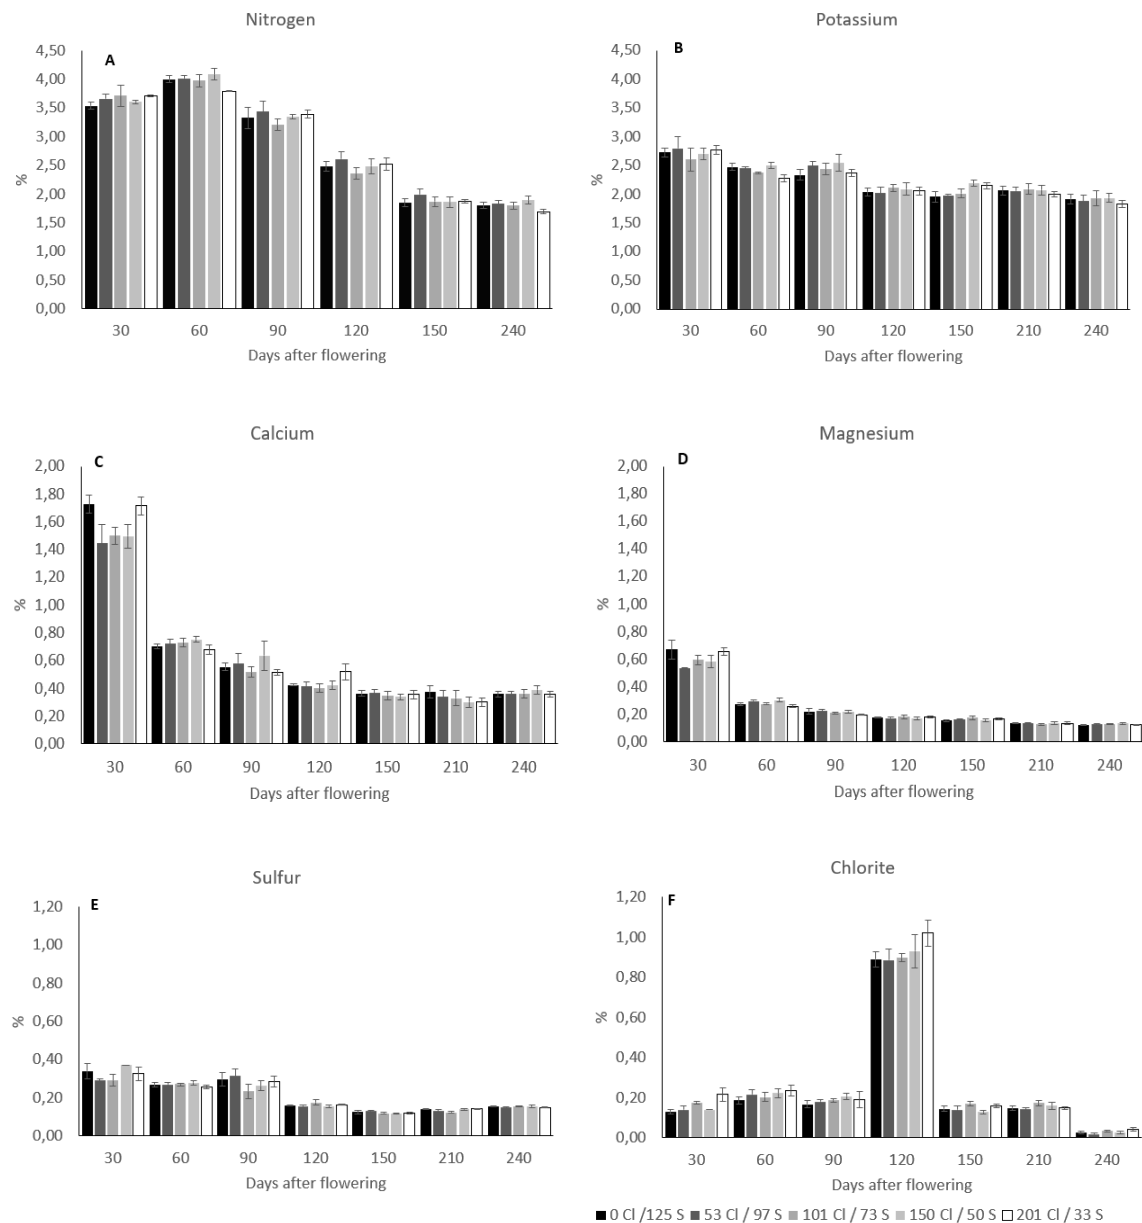 Nitrogen
A
4,50
4,00
3,50
3,00
2,50
2,00
1,50
1,00
0,50
0,00
%
30 60 90 120 150 240
Days after flowering
Potassium
B
4,50
4,00
3,50
3,00
2,50
2,00
1,50
1,00
0,50
0,00
%
30 60 90 120 150 210 240
Days after flowering
Calcium
C
2,00
1,80
1,60
1,40
1,20
1,00
0,80
0,60
0,40
0,20
0,00
%
30 60 90 120 150 210 240
Days after flowering
Magnesium
D
2,00
1,80
1,60
1,40
1,20
1,00
0,80
0,60
0,40
0,20
0,00
%
30 60 90 120 150 210 240
Days after flowering
Sulfur
E
1,20
1,00
0,80
0,60
0,40
0,20
0,00
%
30 60 90 120 150 210 240
Days after flowering
Chlorite
F
1,20
1,00
0,80
0,60
0,40
0,20
0,00
%
30 60 90 120 150 210 240
Days after flowering
0 Cl /125 S 53 Cl / 97 S 101 Cl / 73 S 150 Cl / 50 S 201 Cl / 33 S